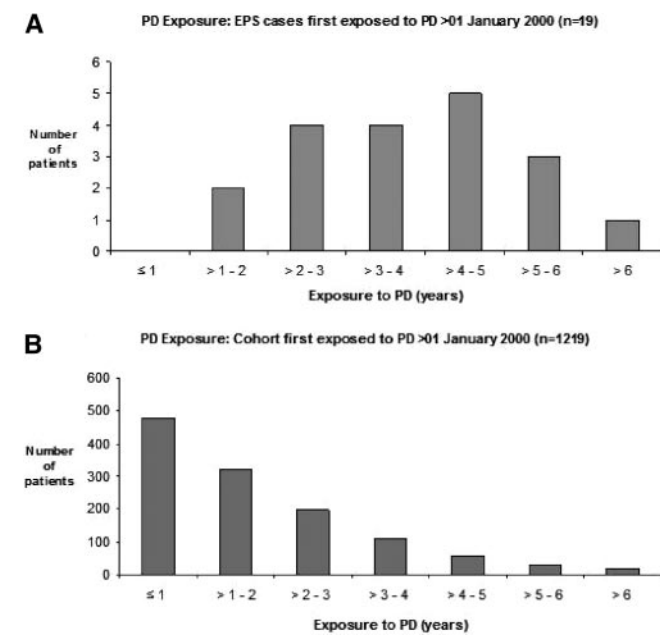 A
PD Exposure: EPS cases first exposed to PD >01 January 2000 (n=19)
6
5
4
3
2
1
0
Number
of
patients
≤ 1
> 1 - 2
> 2 - 3
> 3 - 4
> 4 - 5
> 5 - 6
> 6
Exposure to PD (years)
B
PD Exposure: Cohort first exposed to PD >01 January 2000 (n=1219)
600
500
400
300
200
100
0
Number
of
patients
≤ 1
> 1 - 2
> 2 - 3
> 3 - 4
> 4 - 5
> 5 - 6
> 6
Exposure to PD (years)